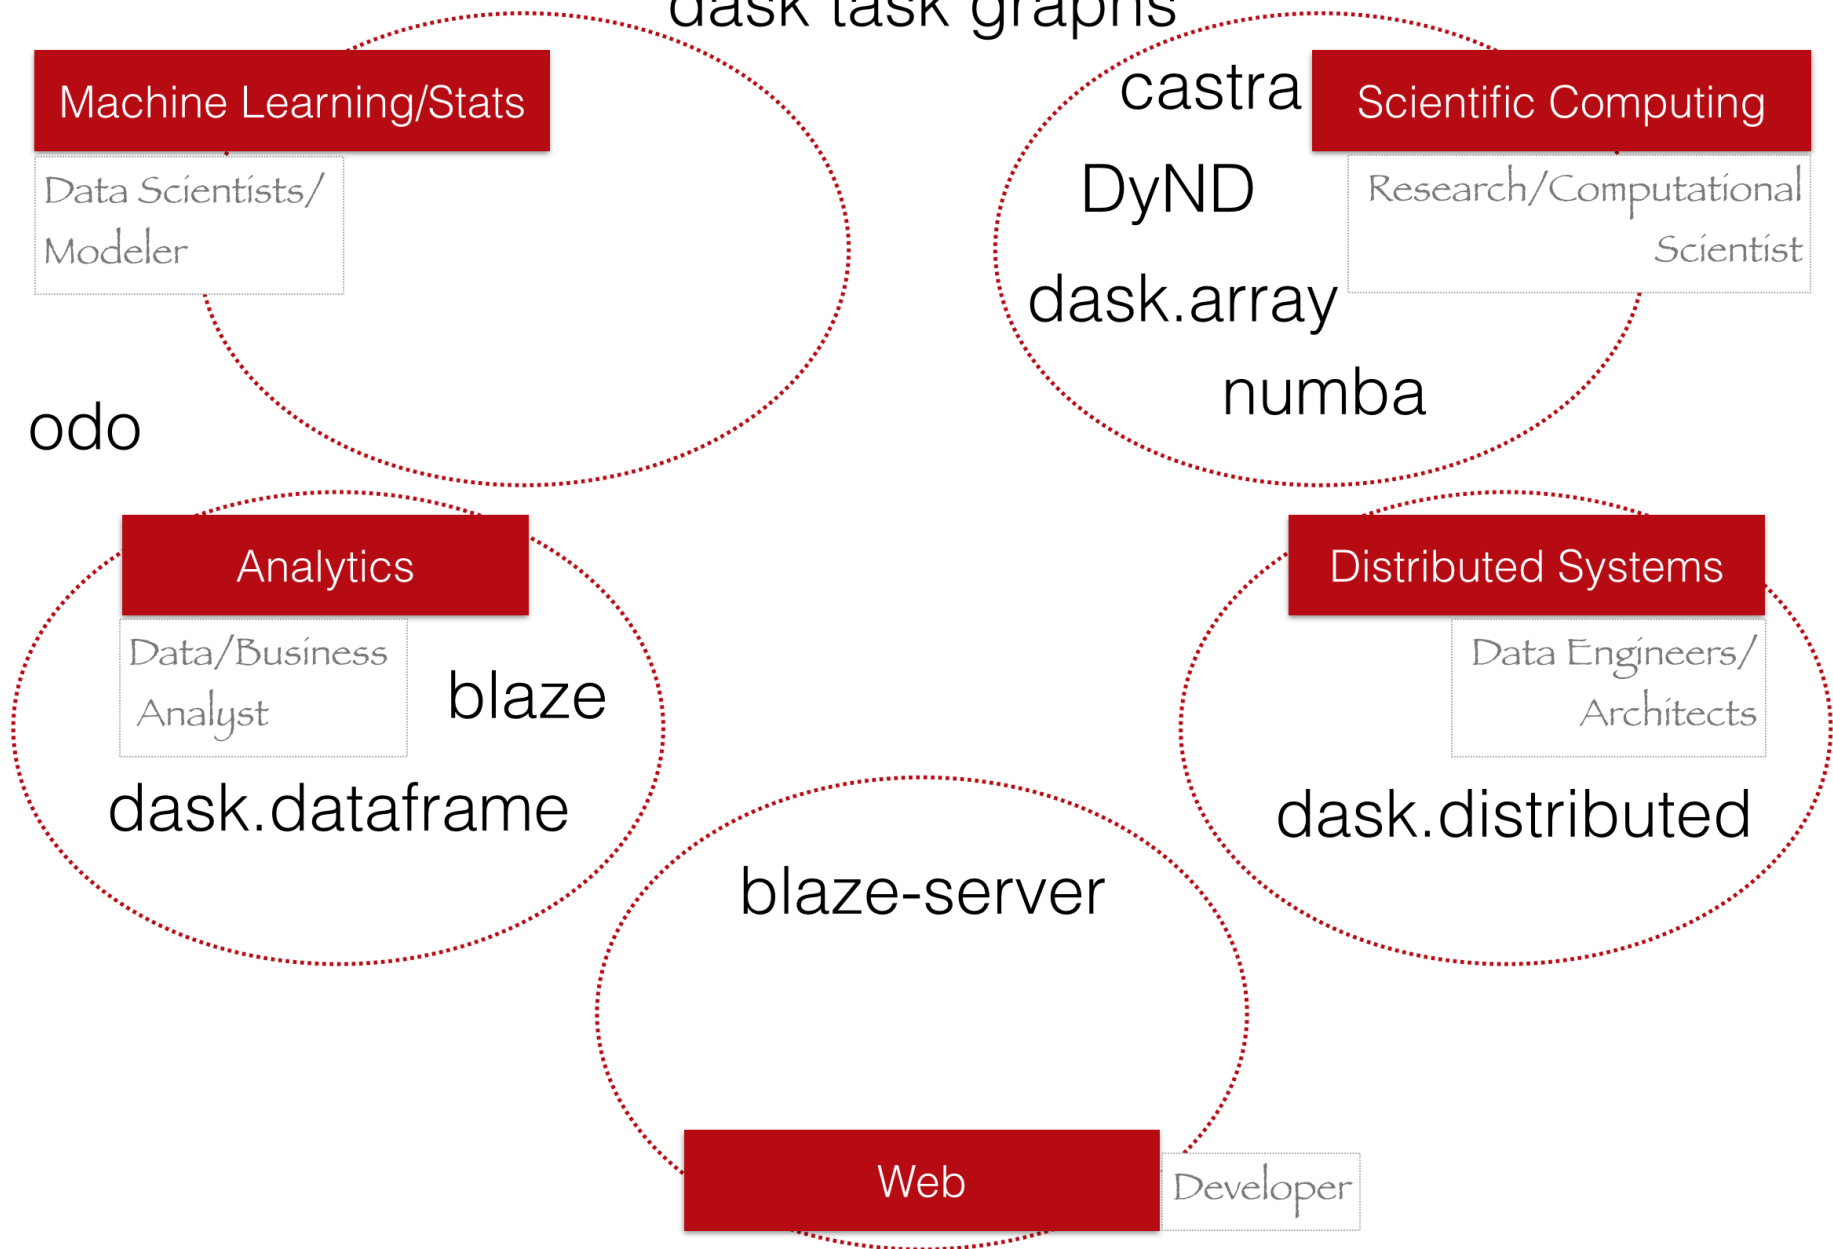 dask task graphs
Machine Learning/Stats
Data Scientists/
Modeler
castra
Scientific Computing
DyND
Research/Computational
Scientist
dask.array
numba
odo
Analytics
Data/Business
Analyst
blaze
dask.dataframe
Distributed Systems
Data Engineers/
Architects
dask.distributed
blaze-server
Web
Developer